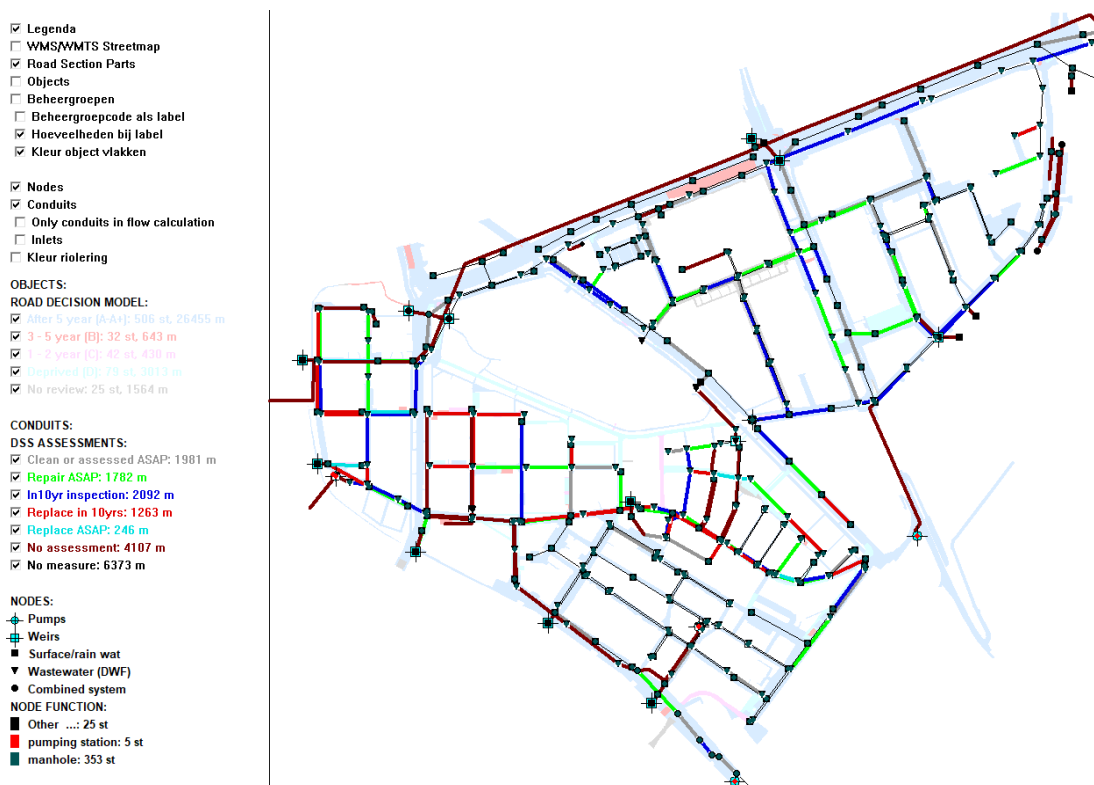 Legenda
WMS/WMTS Streetmap
Road Section Parts
Objects
Beheergroepen
Beheergroepcode als label
Hoeveelheden bij label
Kleur object vlakken
Nodes
Conduits
Only conduits in flow calculation
Inlets
Kleur riolering
OBJECTS:
ROAD DECISION MODEL:
After 5 year (A-A+): 506 st, 26455 m
3 - 5 year (B): 32 st, 643 m
1 - 2 year (C): 42 st, 430 m
Deprived (D): 79 st, 3013 m
No review: 25 st, 1564 m
CONDUITS:
DSS ASSESSMENTS:
Clean or assessed ASAP: 1981 m
Repair ASAP: 1782 m
In10yr inspection: 2092 m
Replace in 10yrs: 1263 m
Replace ASAP: 246 m
No assessment: 4107 m
No measure: 6373 m
NODES:
Pumps
Weirs
Surface/rain wat
Wastewater (DWF)
Combined system
NODE FUNCTION:
Other ...: 25 st
pumping station: 5 st
manhole: 353 st